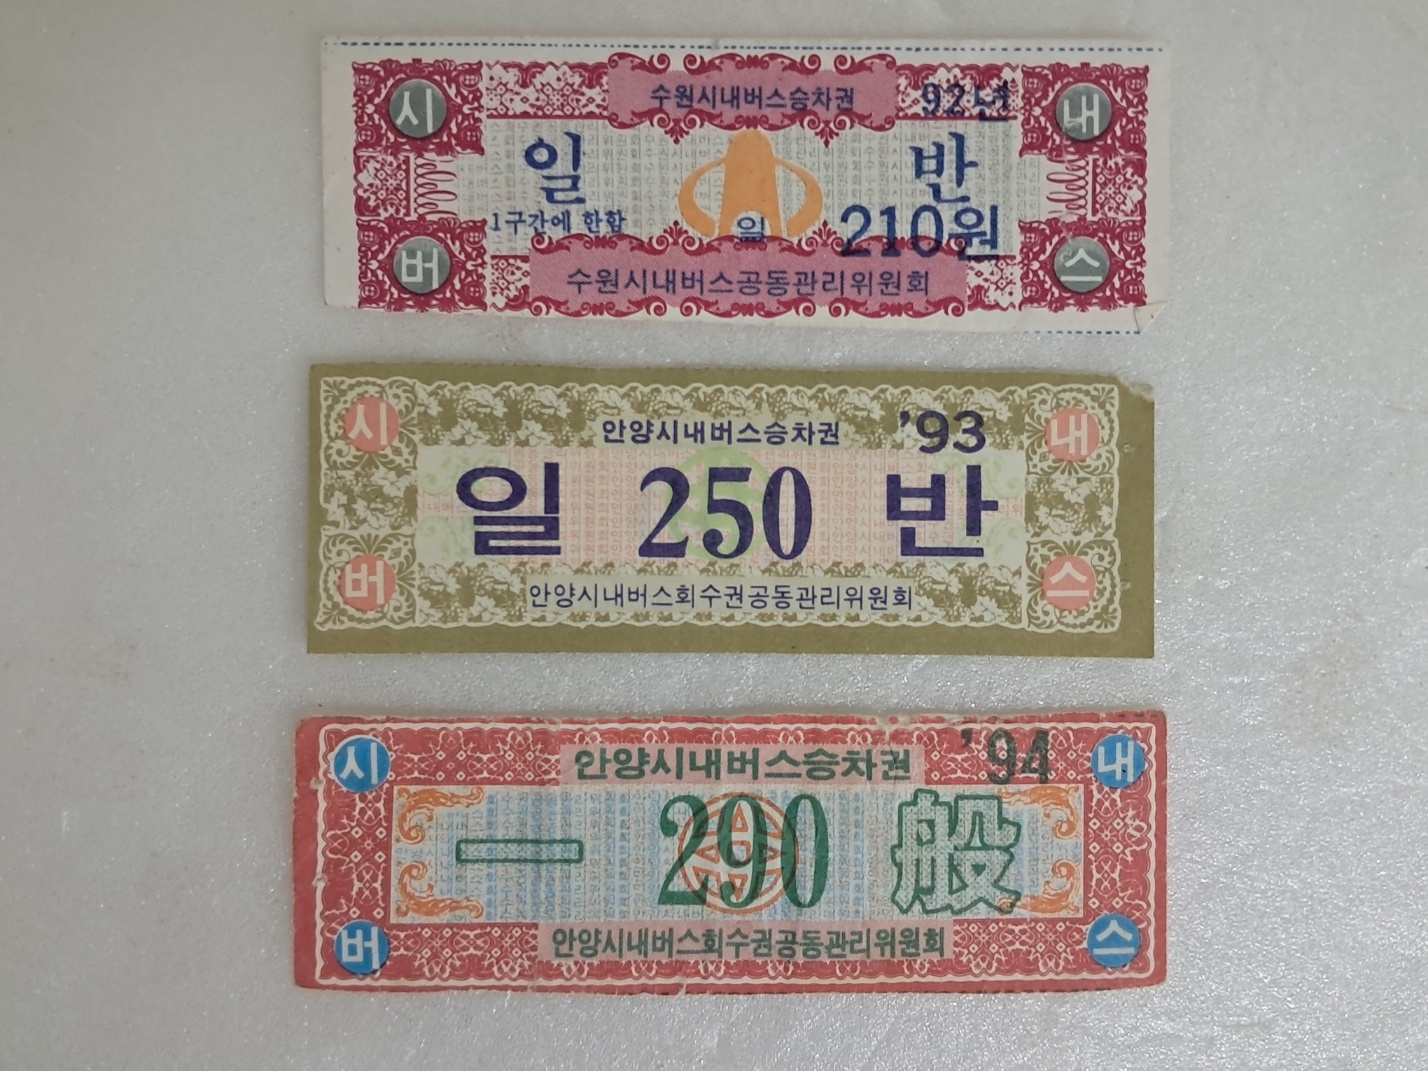 시 수원시내버스승차권 92년 내
일 반
1구간에 한함 일 210원
버 수원시내버스공동관리위원회 스
시 안양시내버스승차권 '93 내
일 250 반
버 안양시내버스회수권공동관리위원회 스
시 안양시내버스승차권 '94 내
一 290 般
버 안양시내버스회수권공동관리위원회 스